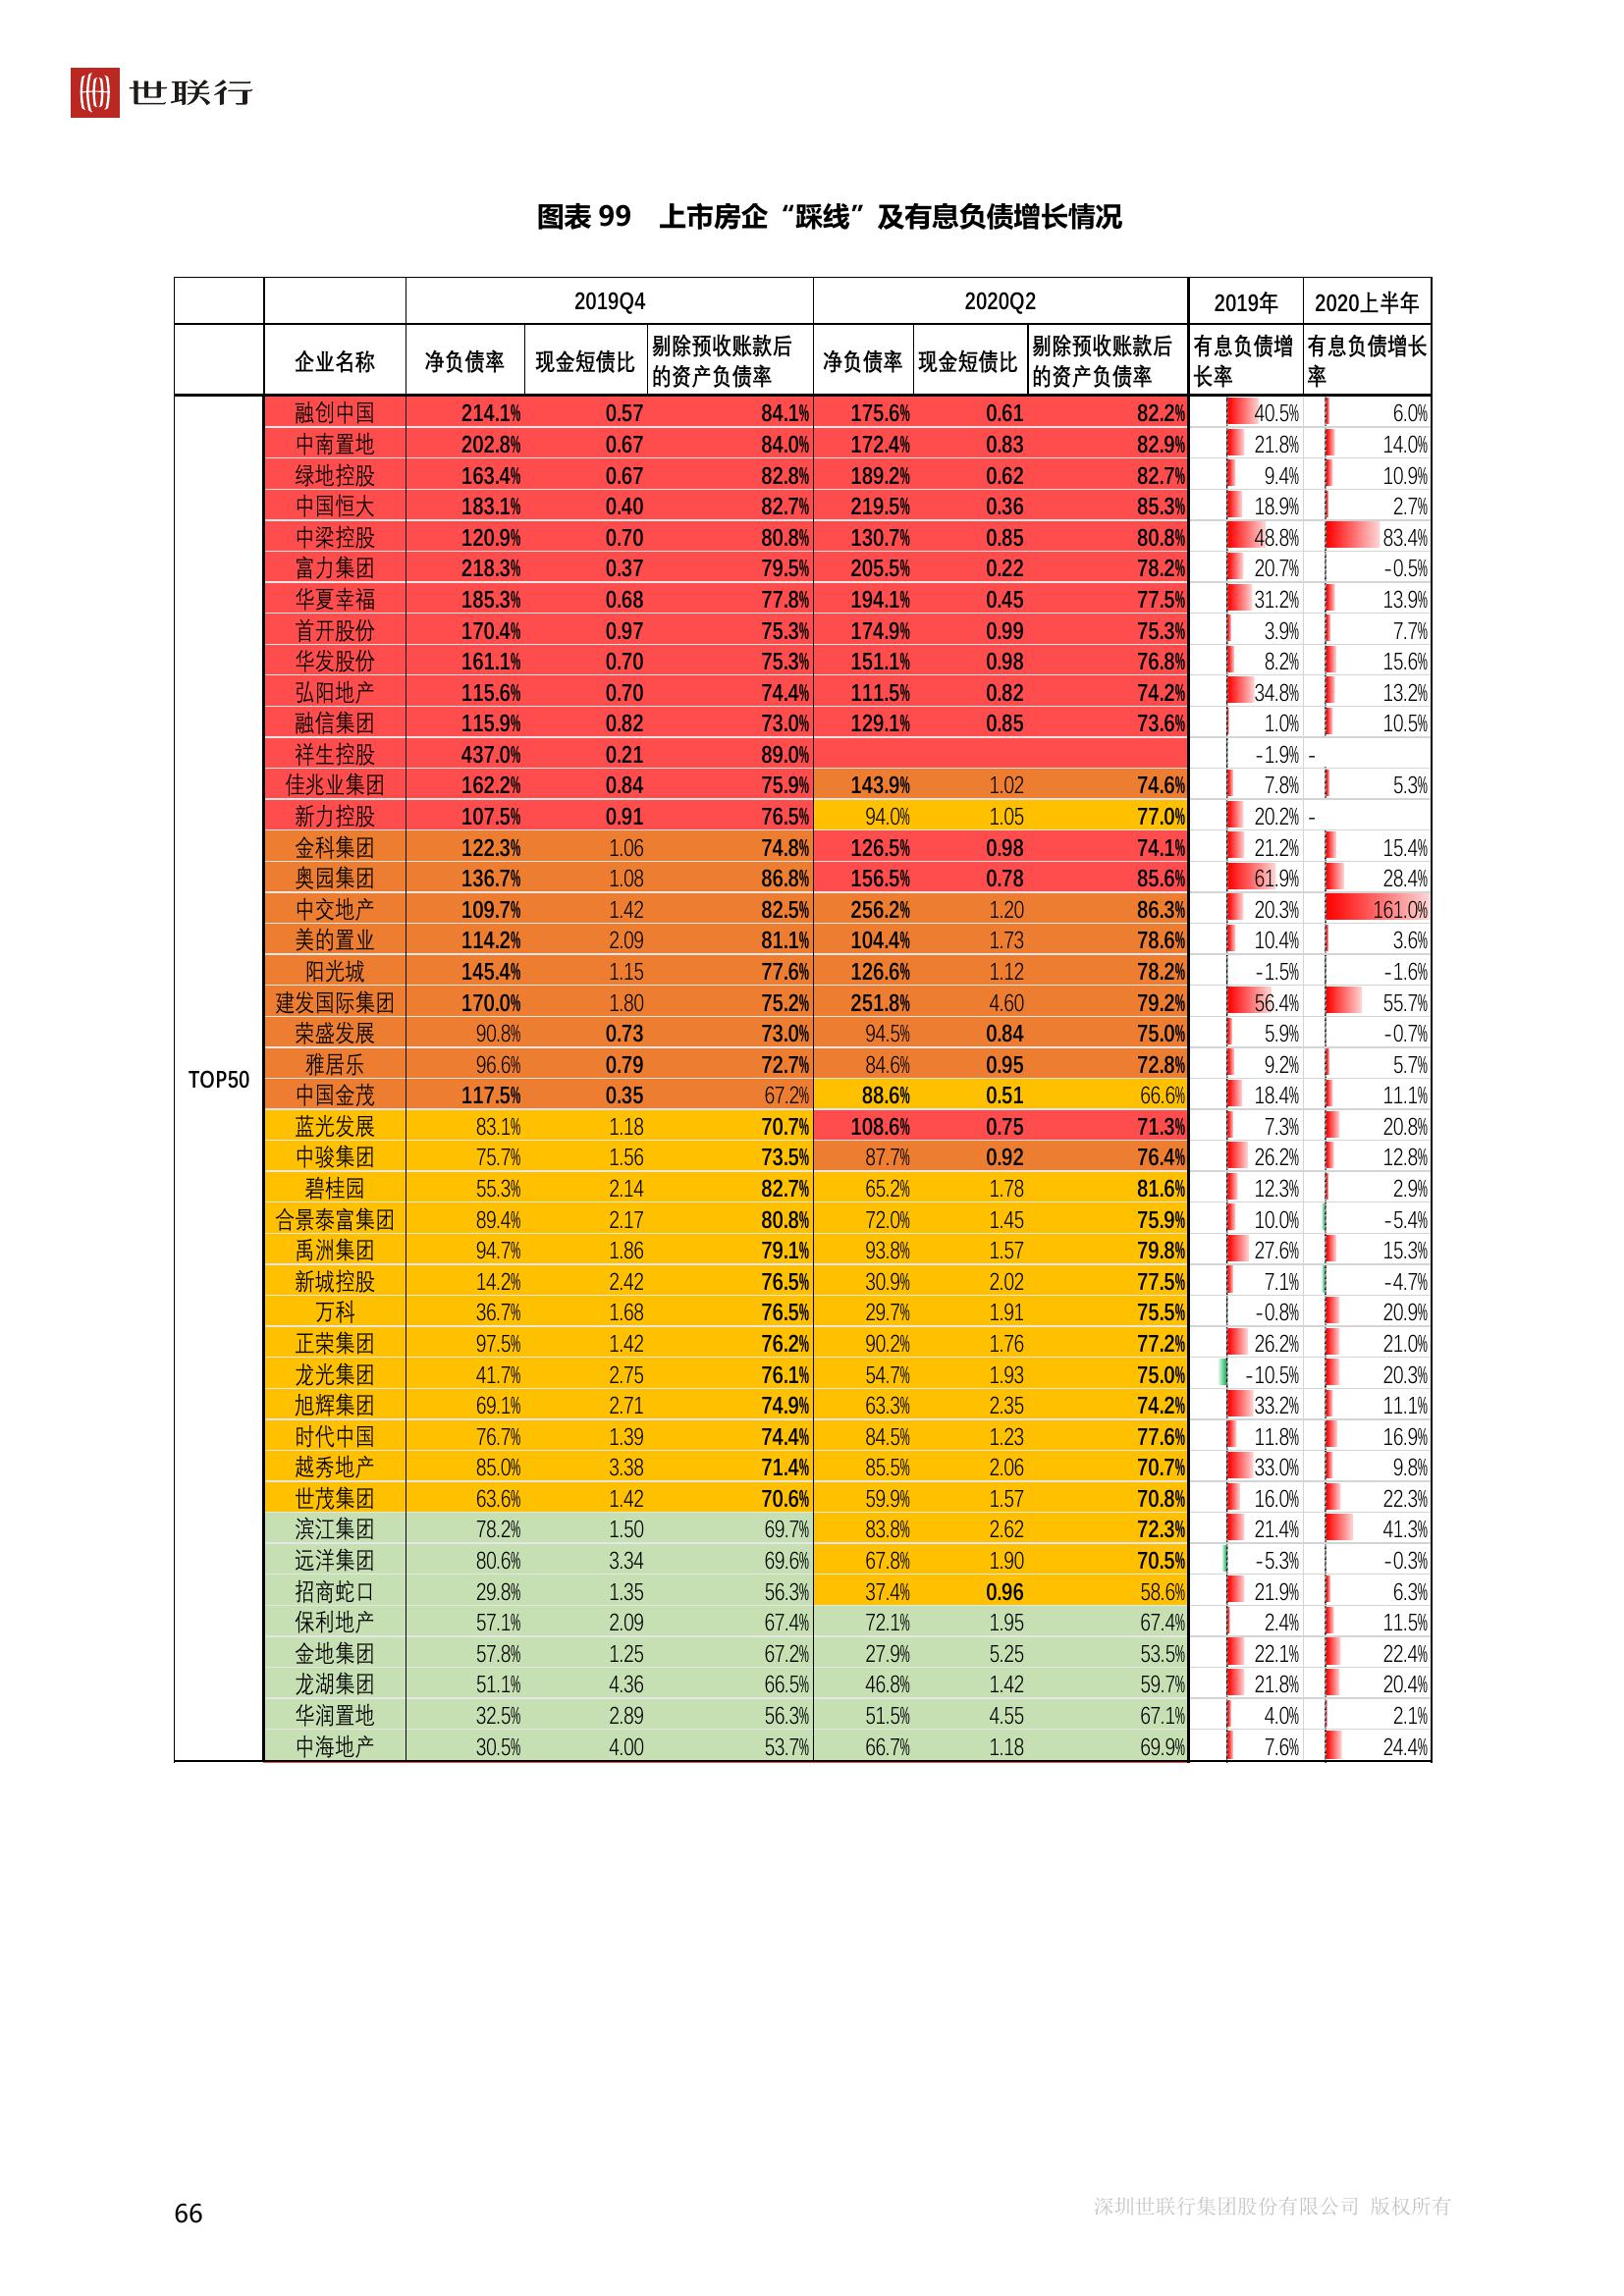 世联行
图表 99 上市房企“踩线”及有息负债增长情况
2019Q4 2020Q2 2019年 2020上半年
企业名称 净负债率 现金短债比 剔除预收账款后的资产负债率 净负债率 现金短债比 剔除预收账款后的资产负债率 有息负债增长率 有息负债增长率
融创中国 214.1% 0.57 84.1% 175.6% 0.61 82.2% 40.5% 6.0%
中南置地 202.8% 0.67 84.0% 172.4% 0.83 82.9% 21.8% 14.0%
绿地控股 163.4% 0.67 82.8% 189.2% 0.62 82.7% 9.4% 10.9%
中国恒大 183.1% 0.40 82.7% 219.5% 0.36 85.3% 18.9% 2.7%
中梁控股 120.9% 0.70 80.8% 130.7% 0.85 80.8% 48.8% 83.4%
富力集团 218.3% 0.37 79.5% 205.5% 0.22 78.2% 20.7% -0.5%
华夏幸福 185.3% 0.68 77.8% 194.1% 0.45 77.5% 31.2% 13.9%
首开股份 170.4% 0.97 75.3% 174.9% 0.99 75.3% 3.9% 7.7%
华发股份 161.1% 0.70 75.3% 151.1% 0.98 76.8% 8.2% 15.6%
弘阳地产 115.6% 0.70 74.4% 111.5% 0.82 74.2% 34.8% 13.2%
融信集团 115.9% 0.82 73.0% 129.1% 0.85 73.6% 1.0% 10.5%
祥生控股 437.0% 0.21 89.0% -1.9% -
佳兆业集团 162.2% 0.84 75.9% 143.9% 1.02 74.6% 7.8% 5.3%
新力控股 107.5% 0.91 76.5% 94.0% 1.05 77.0% 20.2% -
金科集团 122.3% 1.06 74.8% 126.5% 0.98 74.1% 21.2% 15.4%
奥园集团 136.7% 1.08 86.8% 156.5% 0.78 85.6% 61.9% 28.4%
中交地产 109.7% 1.42 82.5% 256.2% 1.20 86.3% 20.3% 161.0%
美的置业 114.2% 2.09 81.1% 104.4% 1.73 78.6% 10.4% 3.6%
阳光城 145.4% 1.15 77.6% 126.6% 1.12 78.2% -1.5% -1.6%
建发国际集团 170.0% 1.80 75.2% 251.8% 4.60 79.2% 56.4% 55.7%
荣盛发展 90.8% 0.73 73.0% 94.5% 0.84 75.0% 5.9% -0.7%
雅居乐 96.6% 0.79 72.7% 84.6% 0.95 72.8% 9.2% 5.7%
TOP50
中国金茂 117.5% 0.35 67.2% 88.6% 0.51 66.6% 18.4% 11.1%
蓝光发展 83.1% 1.18 70.7% 108.6% 0.75 71.3% 7.3% 20.8%
中骏集团 75.7% 1.56 73.5% 87.7% 0.92 76.4% 26.2% 12.8%
碧桂园 55.3% 2.14 82.7% 65.2% 1.78 81.6% 12.3% 2.9%
合景泰富集团 89.4% 2.17 80.8% 72.0% 1.45 75.9% 10.0% -5.4%
禹洲集团 94.7% 1.86 79.1% 93.8% 1.57 79.8% 27.6% 15.3%
新城控股 14.2% 2.42 76.5% 30.9% 2.02 77.5% 7.1% -4.7%
万科 36.7% 1.68 76.5% 29.7% 1.91 75.5% -0.8% 20.9%
正荣集团 97.5% 1.42 76.2% 90.2% 1.76 77.2% 26.2% 21.0%
龙光集团 41.7% 2.75 76.1% 54.7% 1.93 75.0% -10.5% 20.3%
旭辉集团 69.1% 2.71 74.9% 63.3% 2.35 74.2% 33.2% 11.1%
时代中国 76.7% 1.39 74.4% 84.5% 1.23 77.6% 11.8% 16.9%
越秀地产 85.0% 3.38 71.4% 85.5% 2.06 70.7% 33.0% 9.8%
世茂集团 63.6% 1.42 70.6% 59.9% 1.57 70.8% 16.0% 22.3%
滨江集团 78.2% 1.50 69.7% 83.8% 2.62 72.3% 21.4% 41.3%
远洋集团 80.6% 3.34 69.6% 67.8% 1.90 70.5% -5.3% -0.3%
招商蛇口 29.8% 1.35 56.3% 37.4% 0.96 58.6% 21.9% 6.3%
保利地产 57.1% 2.09 67.4% 72.1% 1.95 67.4% 2.4% 11.5%
金地集团 57.8% 1.25 67.2% 27.9% 5.25 53.5% 22.1% 22.4%
龙湖集团 51.1% 4.36 66.5% 46.8% 1.42 59.7% 21.8% 20.4%
华润置地 32.5% 2.89 56.3% 51.5% 4.55 67.1% 4.0% 2.1%
中海地产 30.5% 4.00 53.7% 66.7% 1.18 69.9% 7.6% 24.4%
66
深圳世联行集团股份有限公司 版权所有